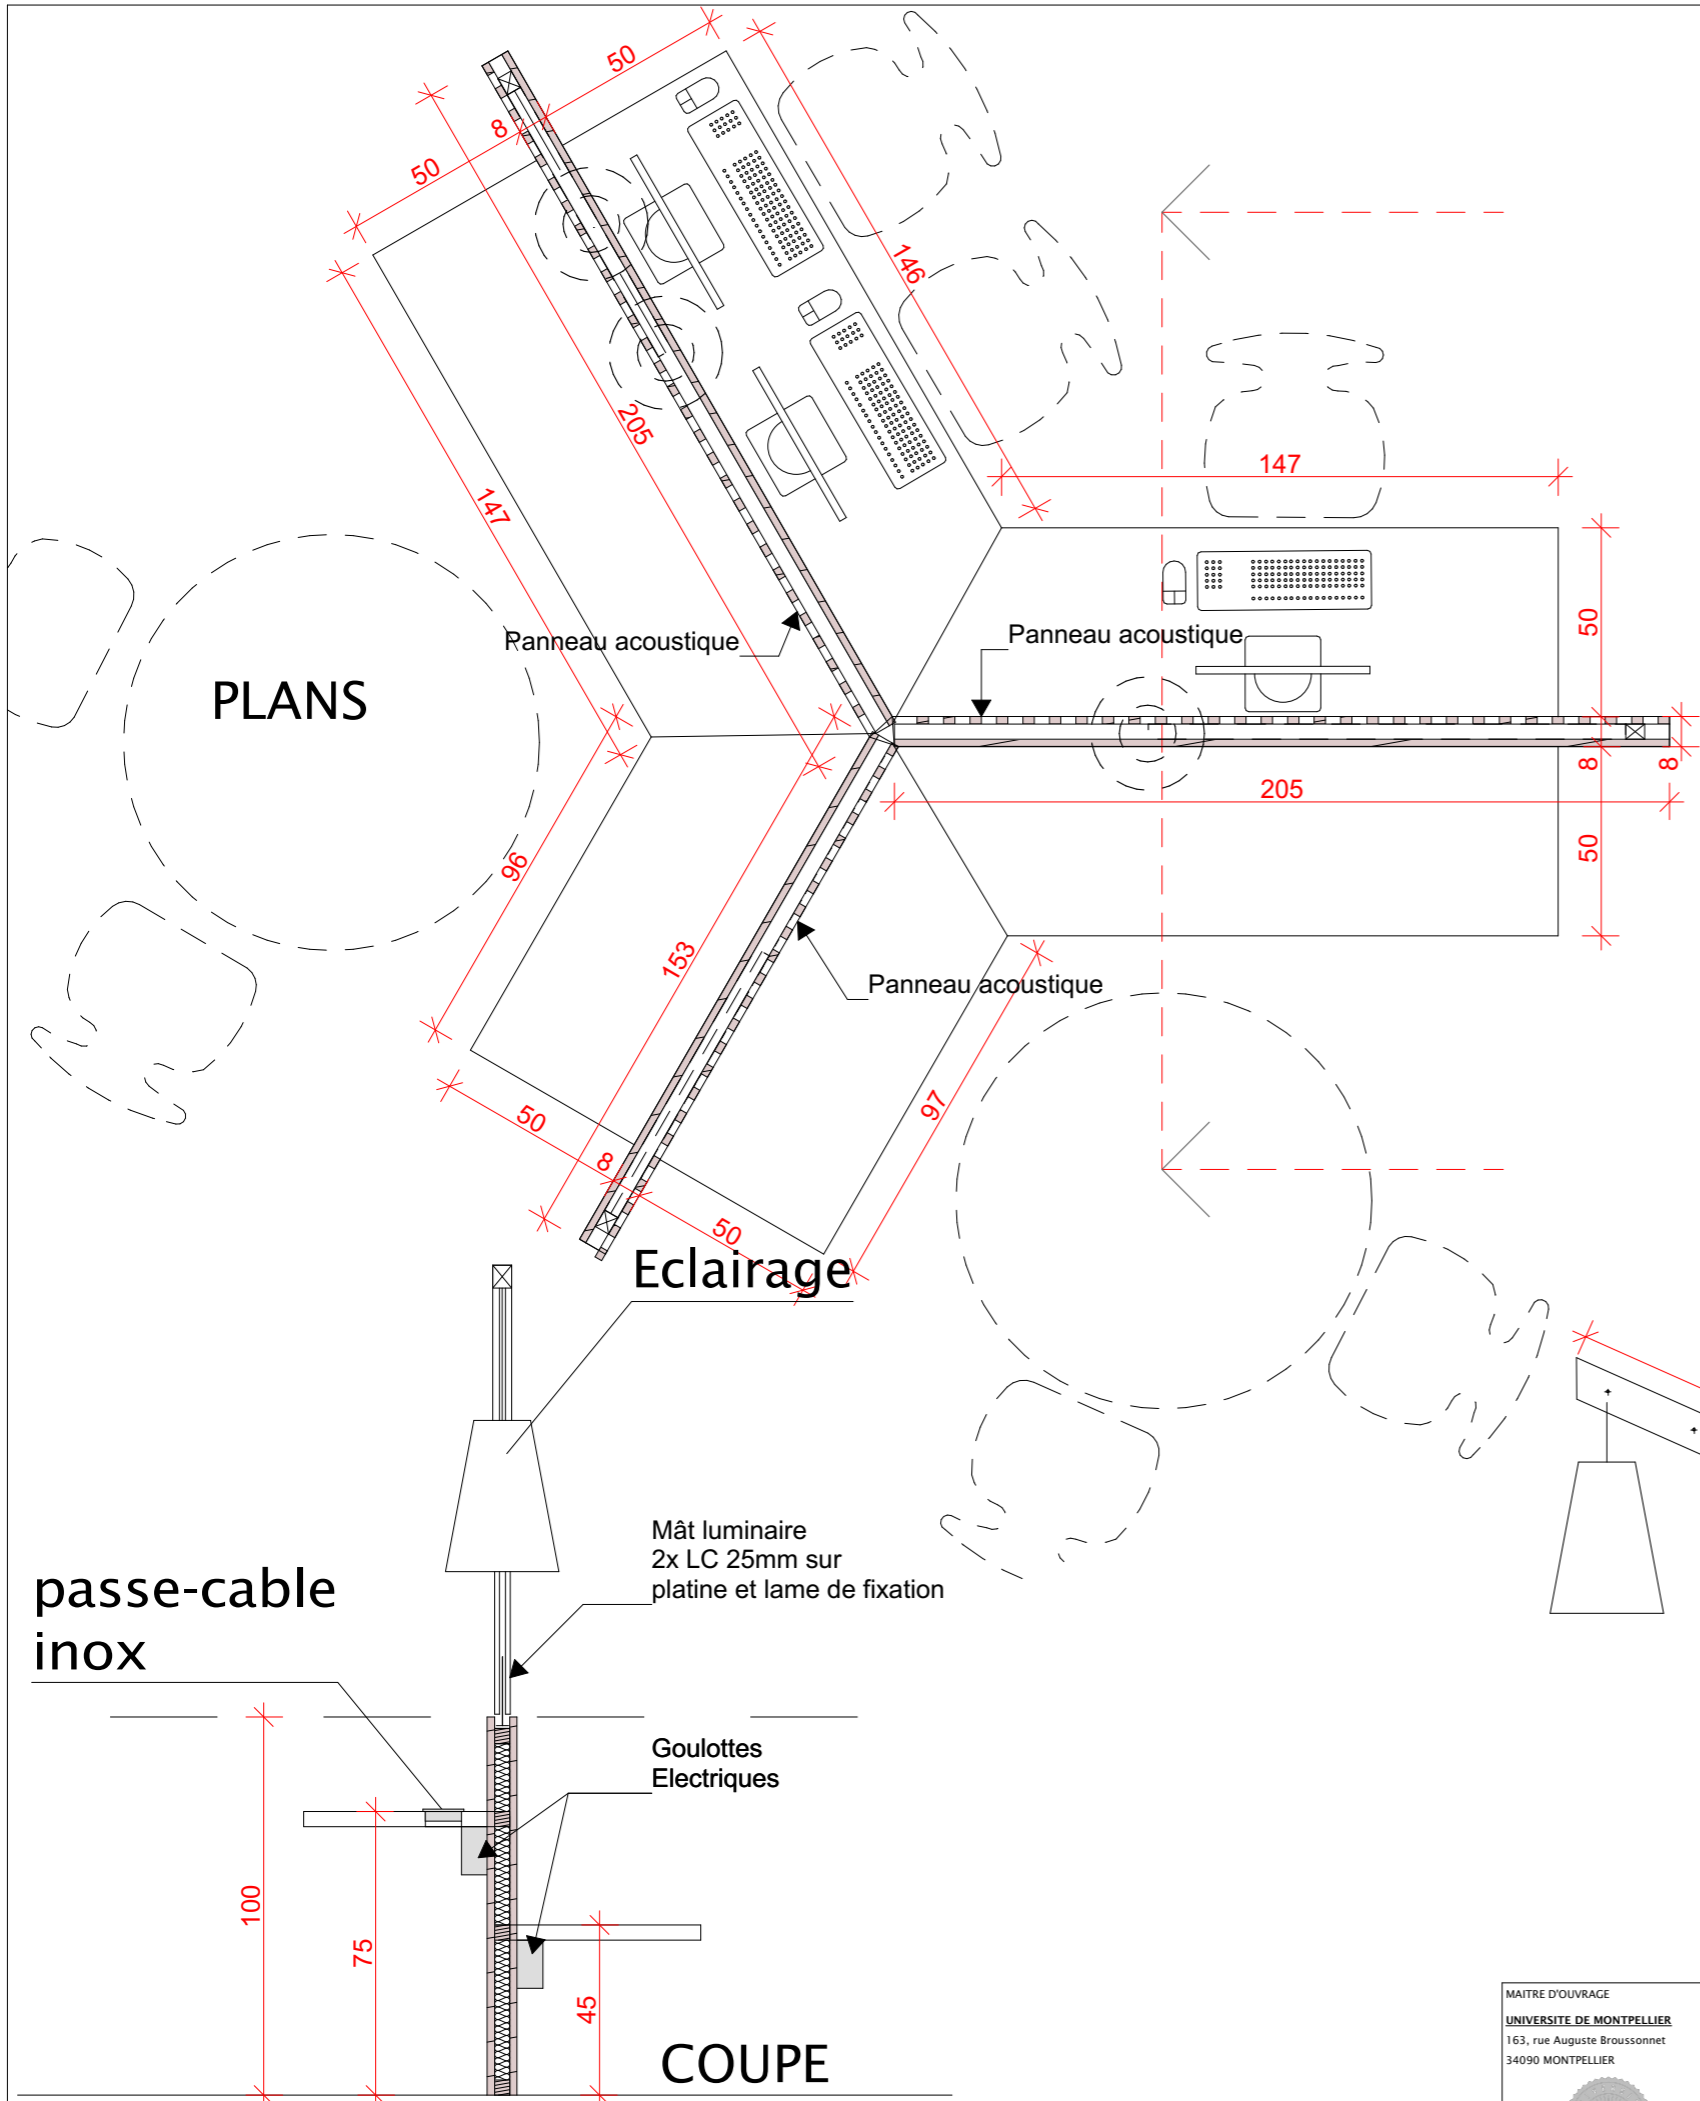 50
8
50
146
205
147
147
50
Panneau acoustique
Panneau acoustique
PLANS
8
8
205
50
96
153
Panneau acoustique
97
50
8
50
Eclairage
Mât luminaire
2x LC 25mm sur
platine et lame de fixation
passe-cable
inox
Goulottes
Electriques
100
75
45
COUPE
MAITRE D'OUVRAGE
UNIVERSITE DE MONTPELLIER
163, rue Auguste Broussonnet
34090 MONTPELLIER